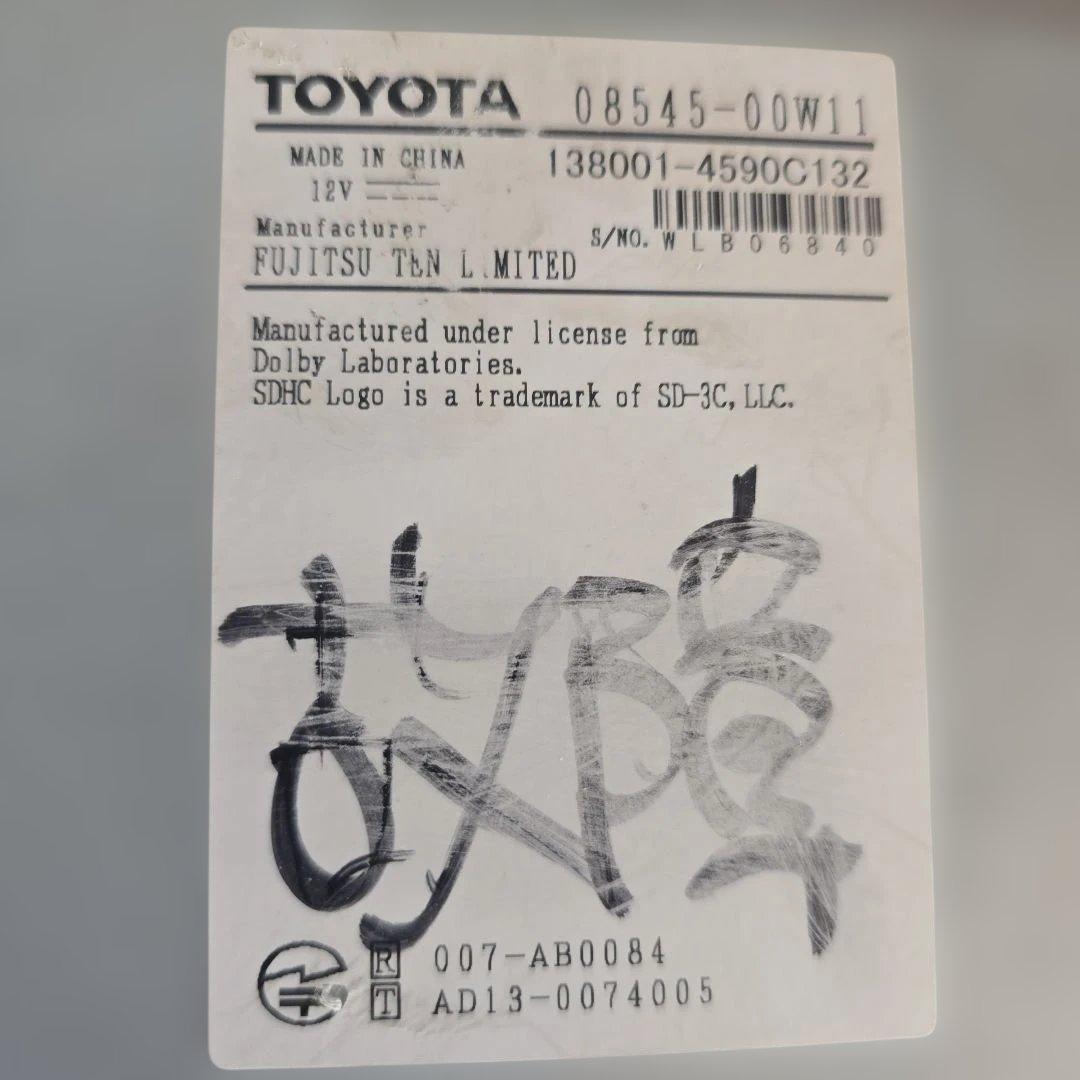 TOYOTA 08545-00W11
MADE IN CHINA 138001-4590C132
12V
Manufacturer S/NO. WLB06840
FUJITSU TEN LIMITED
Manufactured under license from
Dolby Laboratories.
SDHC Logo is a trademark of SD-3C, LLC.
故障
R 007-AB0084
T AD13-0074005